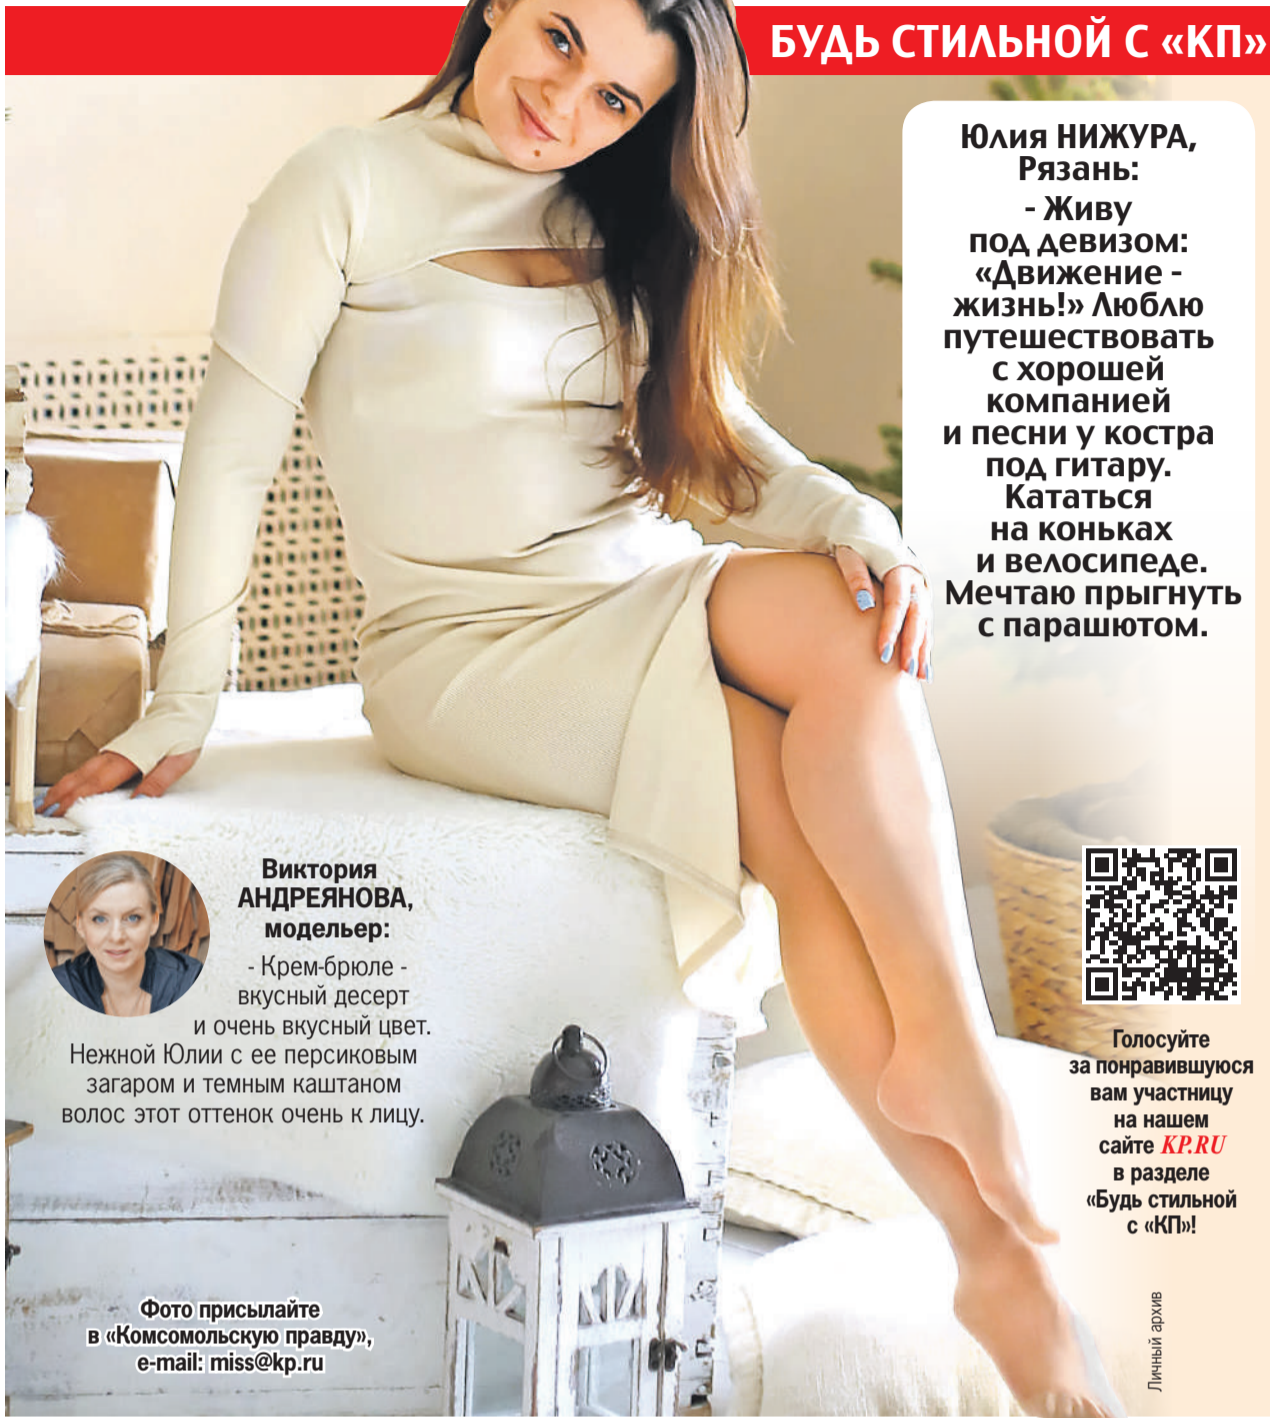 БУДЬ СТИЛЬНОЙ С «КП»
Юлия НИЖУРА,
Рязань:
- Живу
под девизом:
«Движение -
жизнь!» Люблю
путешествовать
с хорошей
компанией
и песни у костра
под гитару.
Кататься
на коньках
и велосипеде.
Мечтаю прыгнуть
с парашютом.
Виктория
АНДРЕЯНОВА,
модельер:
- Крем-брюле -
вкусный десерт
и очень вкусный цвет.
Нежной Юлии с ее персиковым
загаром и темным каштаном
волос этот оттенок очень к лицу.
Голосуйте
за понравившуюся
вам участницу
на нашем
сайте KP.RU
в разделе
«Будь стильной
с «КП»!
Фото присылайте
в «Комсомольскую правду»,
e-mail: miss@kp.ru
Личный архив